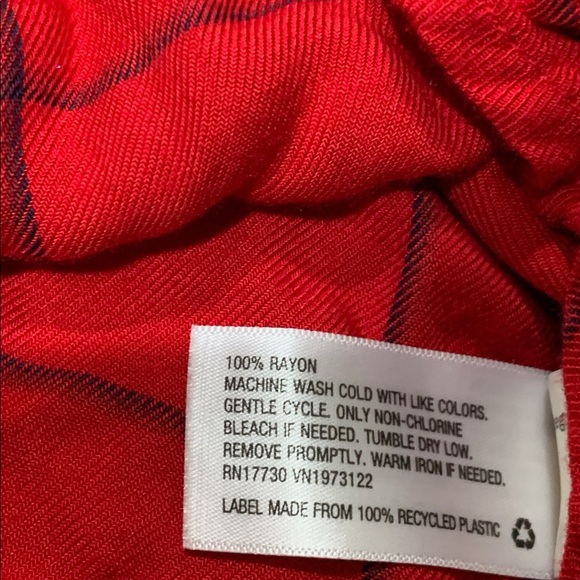 100% RAYON
MACHINE WASH COLD WITH LIKE COLORS.
GENTLE CYCLE. ONLY NON-CHLORINE
BLEACH IF NEEDED. TUMBLE DRY LOW.
REMOVE PROMPTLY. WARM IRON IF NEEDED.
RN17730 VN1973122
LABEL MADE FROM 100% RECYCLED PLASTIC